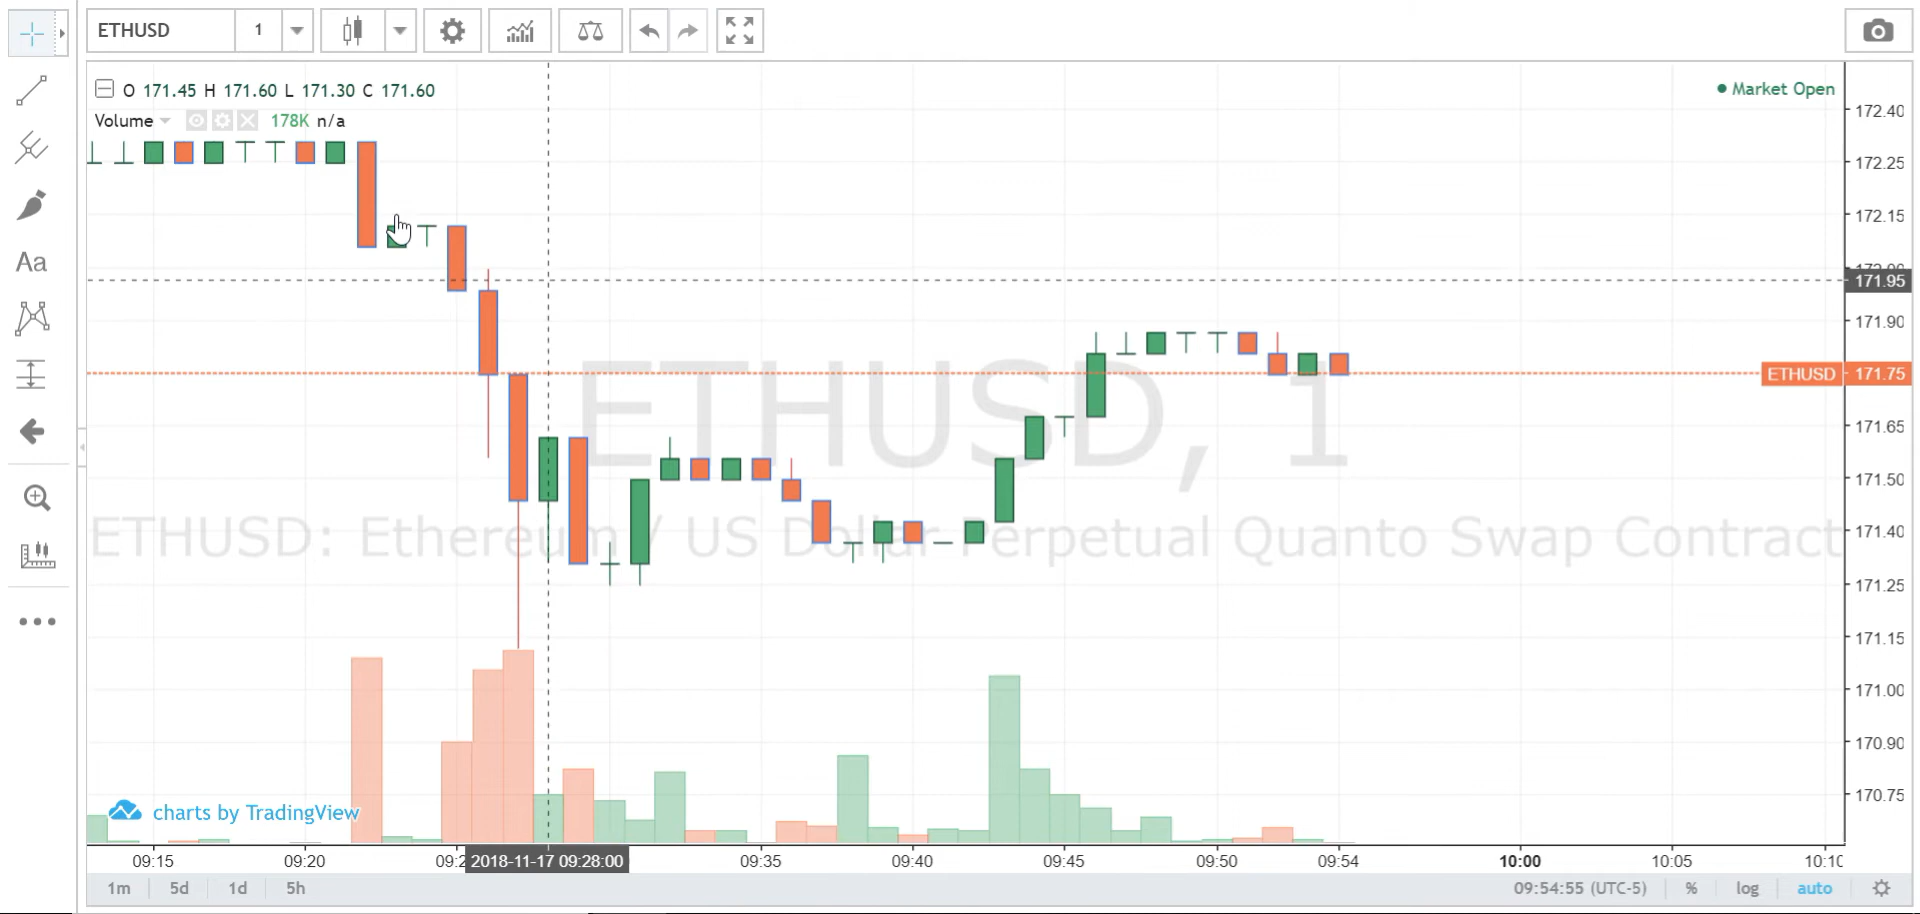 ETHUSD 1
O 171.45 H 171.60 L 171.30 C 171.60
Market Open
Volume 178K n/a
Aa
172.40
172.25
172.15
171.95
171.90
ETHUSD 171.75
171.65
171.50
171.40
171.25
171.15
171.00
170.90
170.75
ETHUSD, 1
ETHUSD: Ethereum / US Dollar Perpetual Quanto Swap Contract
charts by TradingView
09:15 09:20 2018-11-17 09:28:00 09:35 09:40 09:45 09:50 09:54 10:00 10:05
1m 5d 1d 5h 09:54:55 (UTC-5) % log auto